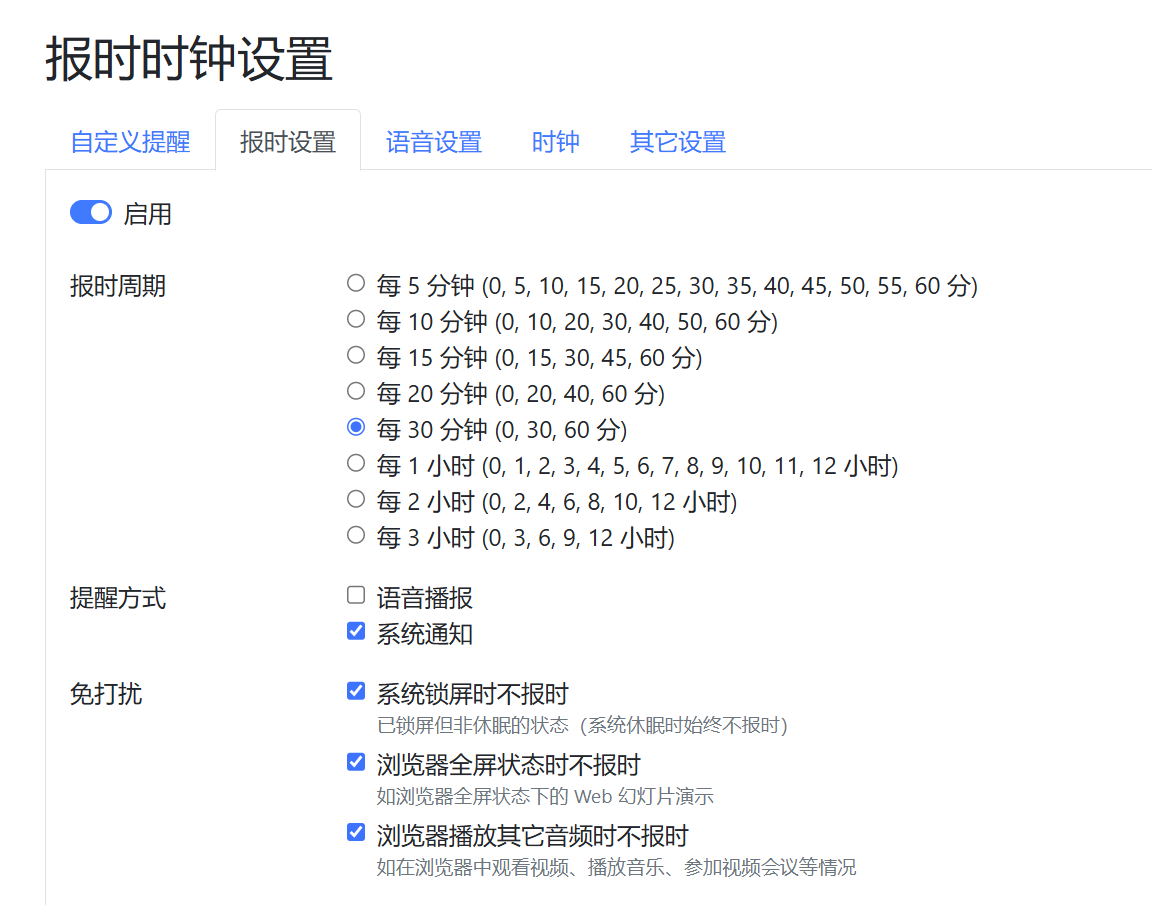 报时时钟设置
自定义提醒 报时设置 语音设置 时钟 其它设置
启用
报时周期 每 5 分钟 (0, 5, 10, 15, 20, 25, 30, 35, 40, 45, 50, 55, 60 分)
每 10 分钟 (0, 10, 20, 30, 40, 50, 60 分)
每 15 分钟 (0, 15, 30, 45, 60 分)
每 20 分钟 (0, 20, 40, 60 分)
每 30 分钟 (0, 30, 60 分)
每 1 小时 (0, 1, 2, 3, 4, 5, 6, 7, 8, 9, 10, 11, 12 小时)
每 2 小时 (0, 2, 4, 6, 8, 10, 12 小时)
每 3 小时 (0, 3, 6, 9, 12 小时)
提醒方式 语音播报
系统通知
免打扰 系统锁屏时不报时
已锁屏但非休眠的状态（系统休眠时始终不报时）
浏览器全屏状态时不报时
如浏览器全屏状态下的 Web 幻灯片演示
浏览器播放其它音频时不报时
如在浏览器中观看视频、播放音乐、参加视频会议等情况